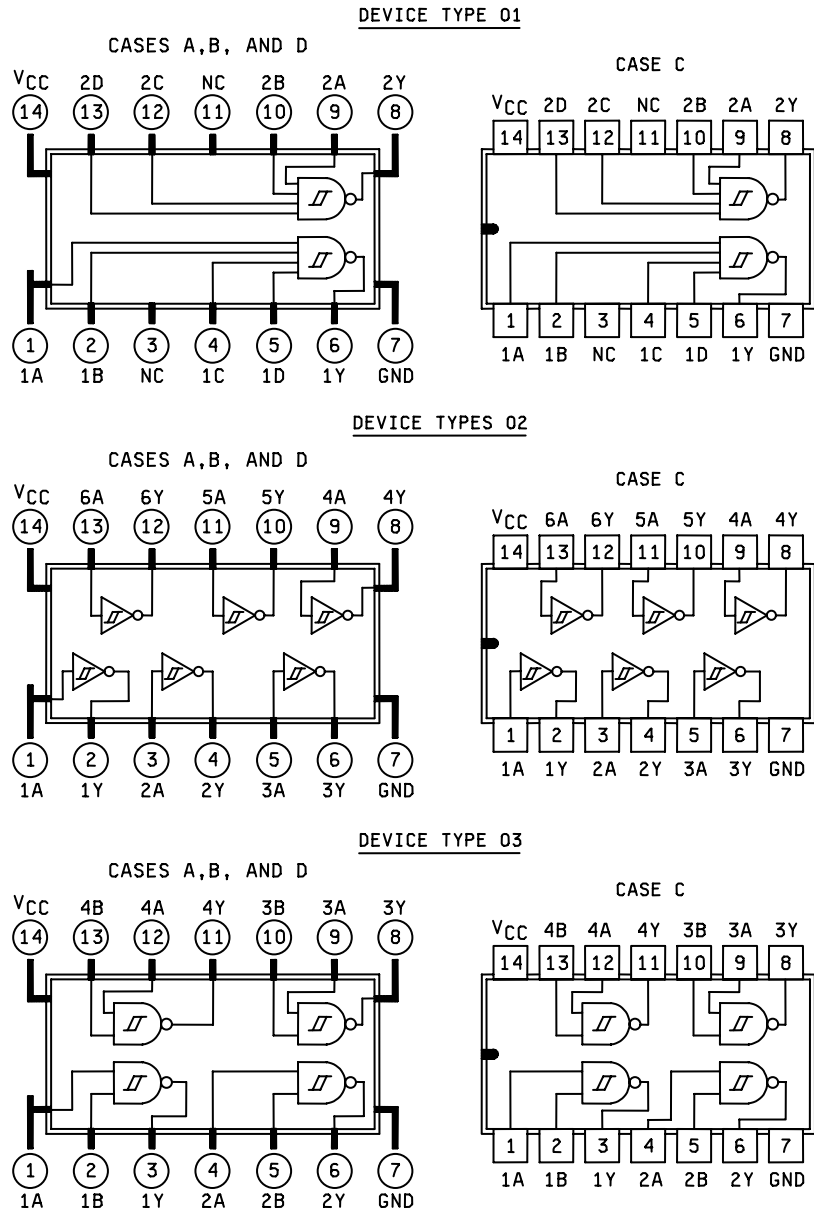 DEVICE TYPE 01
CASES A,B, AND D
VCC 2D 2C NC 2B 2A 2Y
14 13 12 11 10 9 8
1 2 3 4 5 6 7
1A 1B NC 1C 1D 1Y GND
CASE C
VCC 2D 2C NC 2B 2A 2Y
14 13 12 11 10 9 8
1 2 3 4 5 6 7
1A 1B NC 1C 1D 1Y GND
DEVICE TYPES 02
CASES A,B, AND D
VCC 6A 6Y 5A 5Y 4A 4Y
14 13 12 11 10 9 8
1 2 3 4 5 6 7
1A 1Y 2A 2Y 3A 3Y GND
CASE C
VCC 6A 6Y 5A 5Y 4A 4Y
14 13 12 11 10 9 8
1 2 3 4 5 6 7
1A 1Y 2A 2Y 3A 3Y GND
DEVICE TYPE 03
CASES A,B, AND D
VCC 4B 4A 4Y 3B 3A 3Y
14 13 12 11 10 9 8
1 2 3 4 5 6 7
1A 1B 1Y 2A 2B 2Y GND
CASE C
VCC 4B 4A 4Y 3B 3A 3Y
14 13 12 11 10 9 8
1 2 3 4 5 6 7
1A 1B 1Y 2A 2B 2Y GND